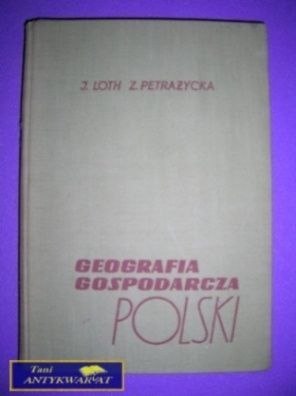 J. LOTH Z. PETRAŻYCKA
GEOGRAFIA
GOSPODARCZA
POLSKI
Tani
ANTYKWARIAT